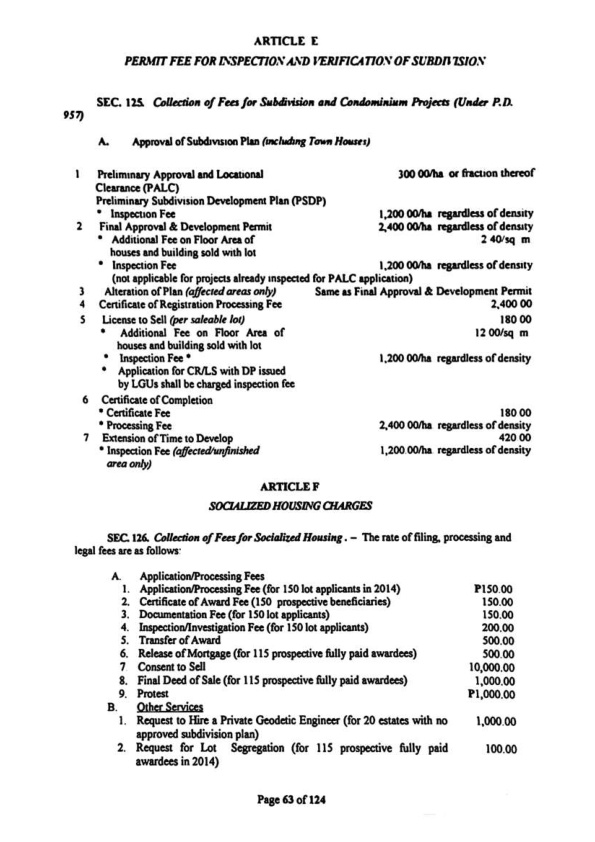 ARTICLE E
PERMIT FEE FOR INSPECTION AND VERIFICATION OF SUBDIVISION
SEC. 125. Collection of Fees for Subdivision and Condominium Projects (Under P.D.
957)
A. Approval of Subdivision Plan (including Town Houses)
1 Preliminary Approval and Locational 300 00/ha or fraction thereof
Clearance (PALC)
Preliminary Subdivision Development Plan (PSDP)
* Inspection Fee 1,200 00/ha regardless of density
2 Final Approval & Development Permit 2,400 00/ha regardless of density
* Additional Fee on Floor Area of 2 40/sq m
houses and building sold with lot
* Inspection Fee 1,200 00/ha regardless of density
(not applicable for projects already inspected for PALC application)
3 Alteration of Plan (affected areas only) Same as Final Approval & Development Permit
4 Certificate of Registration Processing Fee 2,400 00
5 License to Sell (per saleable lot) 180 00
* Additional Fee on Floor Area of 12 00/sq m
houses and building sold with lot
* Inspection Fee * 1,200 00/ha regardless of density
* Application for CR/LS with DP issued
by LGUs shall be charged inspection fee
6 Certificate of Completion
* Certificate Fee 180 00
* Processing Fee 2,400 00/ha regardless of density
7 Extension of Time to Develop 420 00
* Inspection Fee (affected/unfinished 1,200.00/ha regardless of density
area only)
ARTICLE F
SOCIALIZED HOUSING CHARGES
SEC. 126. Collection of Fees for Socialized Housing . – The rate of filing, processing and
legal fees are as follows:
A. Application/Processing Fees
1. Application/Processing Fee (for 150 lot applicants in 2014) ₱150.00
2. Certificate of Award Fee (150 prospective beneficiaries) 150.00
3. Documentation Fee (for 150 lot applicants) 150.00
4. Inspection/Investigation Fee (for 150 lot applicants) 200.00
5. Transfer of Award 500.00
6. Release of Mortgage (for 115 prospective fully paid awardees) 500.00
7 Consent to Sell 10,000.00
8. Final Deed of Sale (for 115 prospective fully paid awardees) 1,000.00
9. Protest ₱1,000.00
B. Other Services
1. Request to Hire a Private Geodetic Engineer (for 20 estates with no 1,000.00
approved subdivision plan)
2. Request for Lot Segregation (for 115 prospective fully paid 100.00
awardees in 2014)
Page 63 of 124